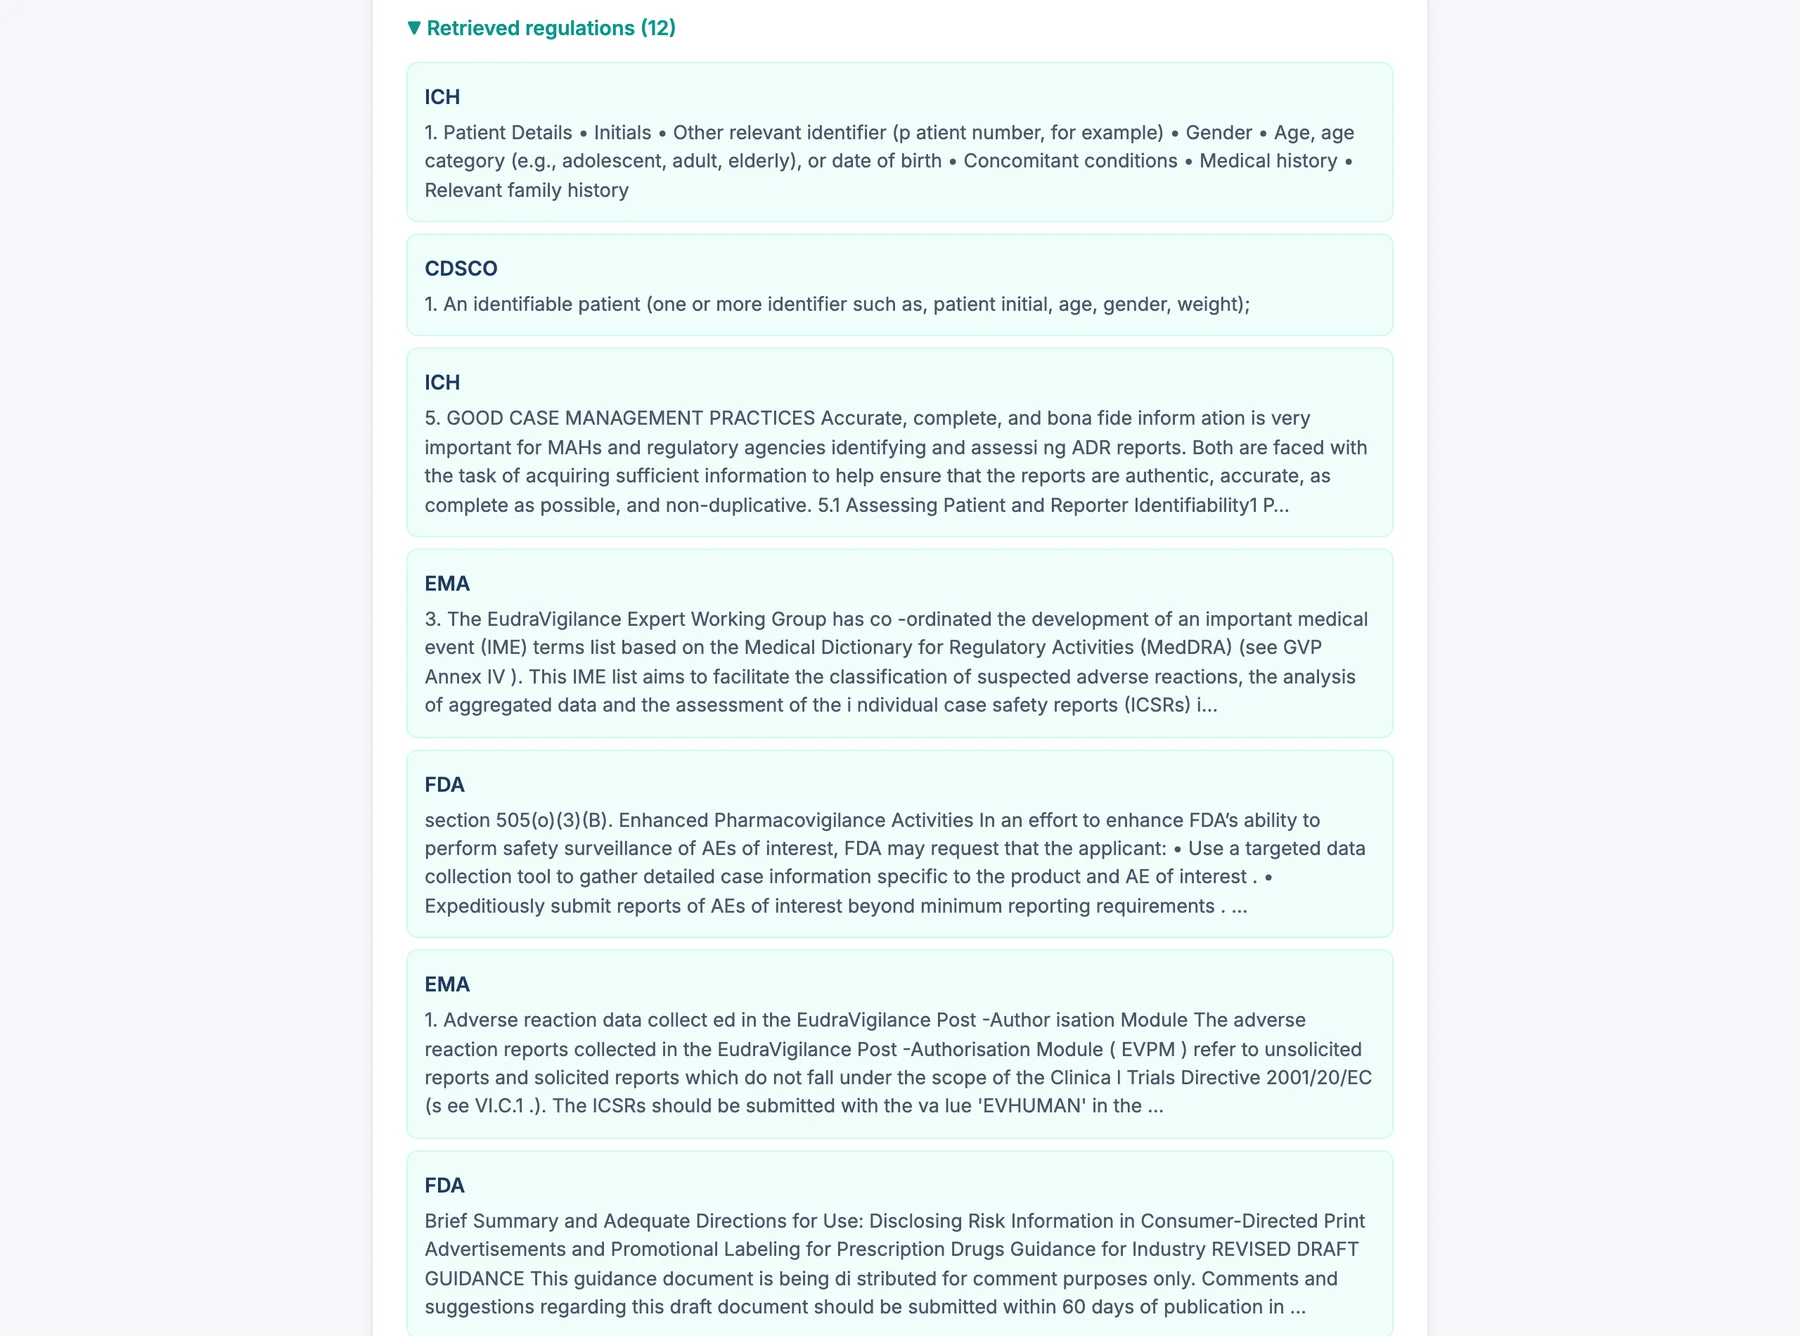 ▼ Retrieved regulations (12)
ICH
1. Patient Details • Initials • Other relevant identifier (p atient number, for example) • Gender • Age, age
category (e.g., adolescent, adult, elderly), or date of birth • Concomitant conditions • Medical history •
Relevant family history
CDSCO
1. An identifiable patient (one or more identifier such as, patient initial, age, gender, weight);
ICH
5. GOOD CASE MANAGEMENT PRACTICES Accurate, complete, and bona fide inform ation is very
important for MAHs and regulatory agencies identifying and assessi ng ADR reports. Both are faced with
the task of acquiring sufficient information to help ensure that the reports are authentic, accurate, as
complete as possible, and non-duplicative. 5.1 Assessing Patient and Reporter Identifiability1 P...
EMA
3. The EudraVigilance Expert Working Group has co -ordinated the development of an important medical
event (IME) terms list based on the Medical Dictionary for Regulatory Activities (MedDRA) (see GVP
Annex IV ). This IME list aims to facilitate the classification of suspected adverse reactions, the analysis
of aggregated data and the assessment of the i ndividual case safety reports (ICSRs) i...
FDA
section 505(o)(3)(B). Enhanced Pharmacovigilance Activities In an effort to enhance FDA’s ability to
perform safety surveillance of AEs of interest, FDA may request that the applicant: • Use a targeted data
collection tool to gather detailed case information specific to the product and AE of interest . •
Expeditiously submit reports of AEs of interest beyond minimum reporting requirements . ...
EMA
1. Adverse reaction data collect ed in the EudraVigilance Post -Author isation Module The adverse
reaction reports collected in the EudraVigilance Post -Authorisation Module ( EVPM ) refer to unsolicited
reports and solicited reports which do not fall under the scope of the Clinica l Trials Directive 2001/20/EC
(s ee VI.C.1 .). The ICSRs should be submitted with the va lue 'EVHUMAN' in the ...
FDA
Brief Summary and Adequate Directions for Use: Disclosing Risk Information in Consumer-Directed Print
Advertisements and Promotional Labeling for Prescription Drugs Guidance for Industry REVISED DRAFT
GUIDANCE This guidance document is being di stributed for comment purposes only. Comments and
suggestions regarding this draft document should be submitted within 60 days of publication in ...